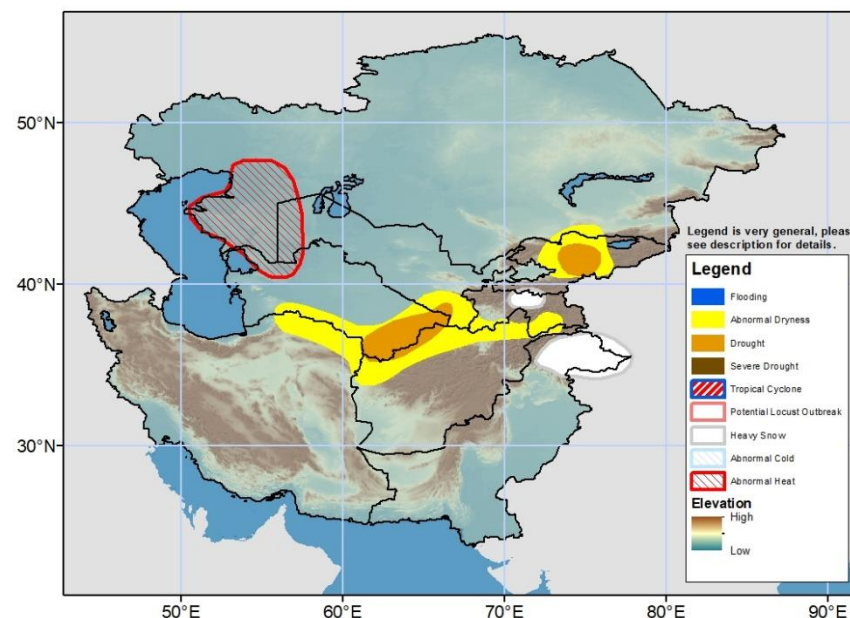 50°N
40°N
30°N
50°E
60°E
70°E
80°E
90°E
Legend is very general, pleas
see description for details.
Legend
Flooding
Abnormal Dryness
Drought
Severe Drought
Tropical Cyclone
Potential Locust Outbreak
Heavy Snow
Abnormal Cold
Abnormal Heat
Elevation
High
Low